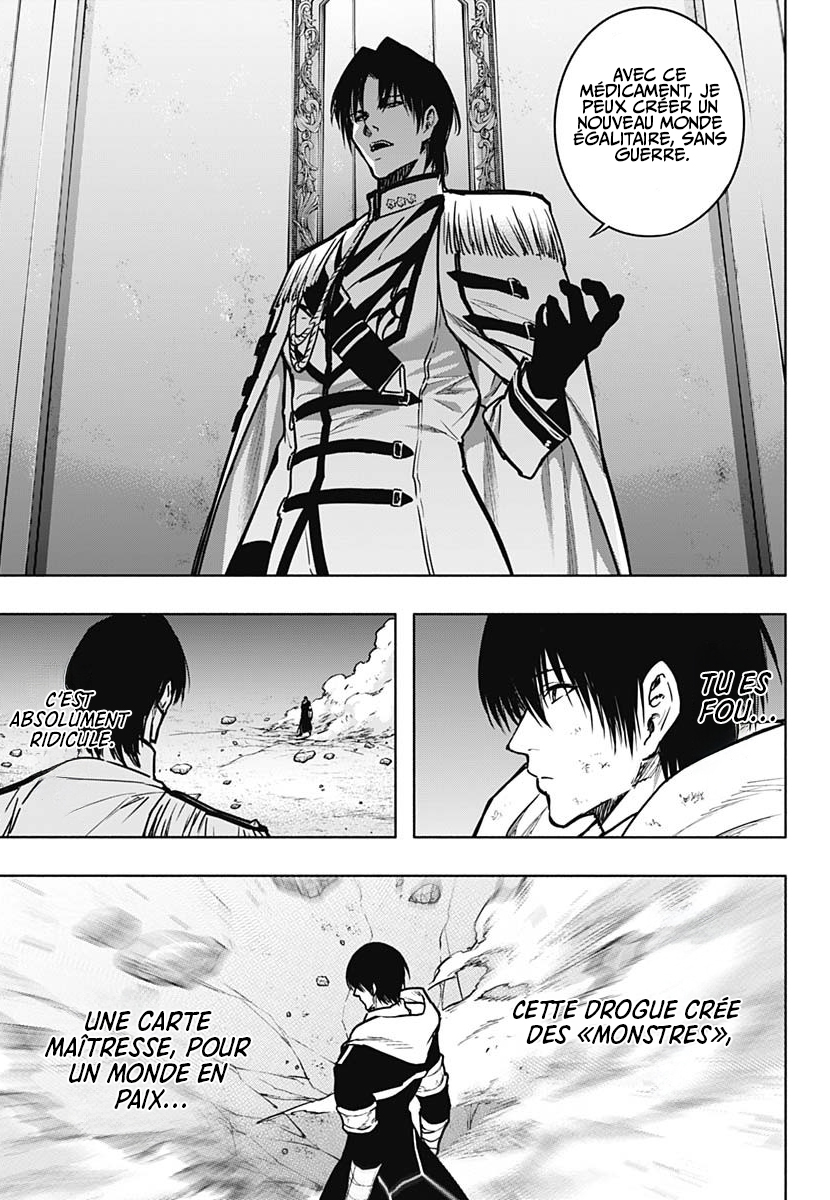 AVEC CE
MÉDICAMENT, JE
PEUX CRÉER UN
NOUVEAU MONDE
ÉGALITAIRE, SANS
GUERRE.
TU ES
FOU...
C'EST
ABSOLUMENT
RIDICULE.
CETTE DROGUE CRÉE
DES «MONSTRES»,
UNE CARTE
MAÎTRESSE, POUR
UN MONDE EN
PAIX...